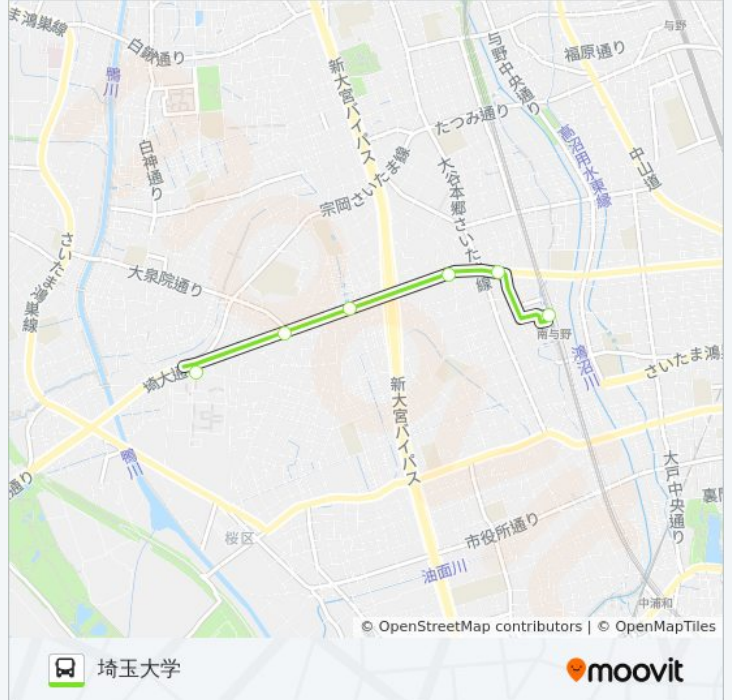 ま鴻巣線
白鍬通り
鴨川
与野
与野中央通り
福原通り
新大宮バイパス
たつみ通り
白神通り
高沼用水東縁
中山道
宗岡さいたま線
大谷本郷さいた
線
さいたま鴻巣線
大泉院通り
南与野
鴻沼川
さいたま鴻
埼大通
新大宮バイパス
鴨川
通り
大戸中央通り
裏門
市役所通り
桜区
油面川
中浦和
© OpenStreetMap contributors | © OpenMapTiles
埼玉大学
moovit